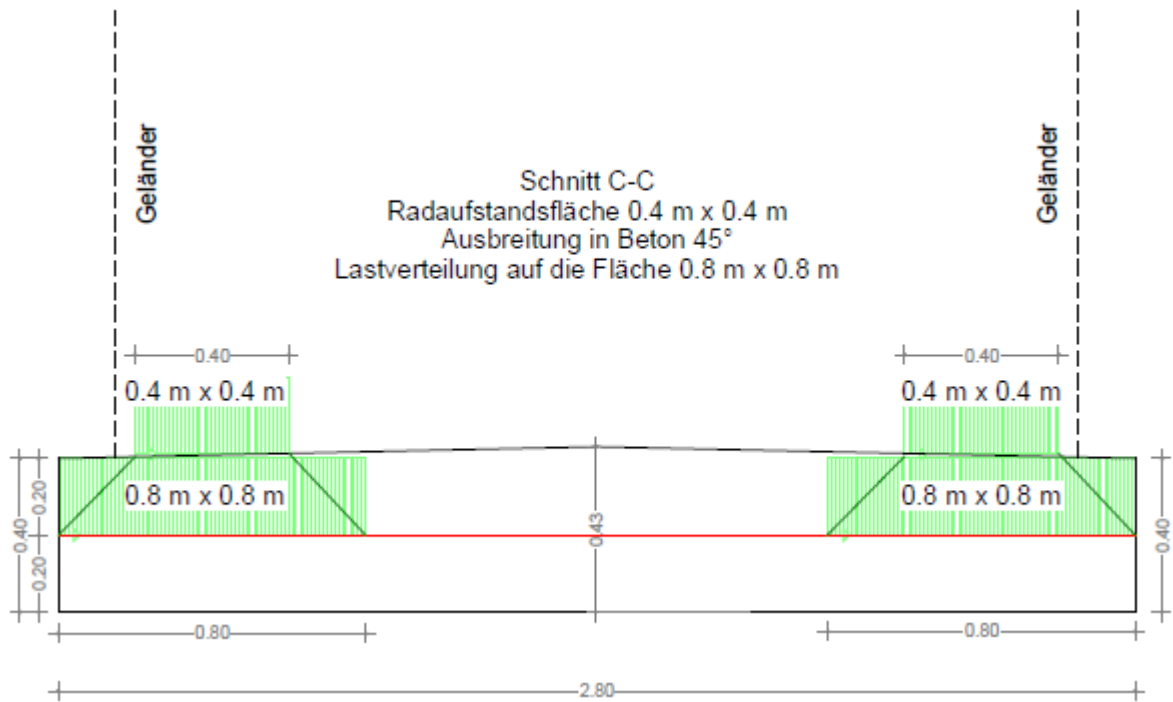 Geländer
Geländer
Schnitt C-C
Radaufstandsfläche 0.4 m x 0.4 m
Ausbreitung in Beton 45°
Lastverteilung auf die Fläche 0.8 m x 0.8 m
0.40
0.40
0.4 m x 0.4 m
0.4 m x 0.4 m
0.8 m x 0.8 m
0.8 m x 0.8 m
0.40
0.20
0.20
0.43
0.40
0.80
0.80
2.80